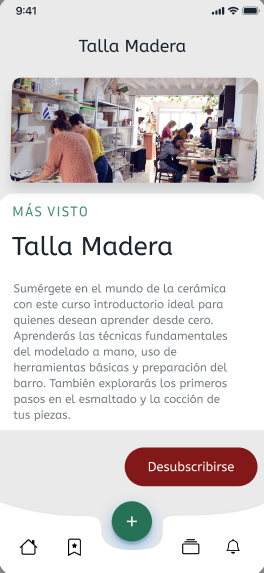 9:41
Talla Madera
MÁS VISTO
Talla Madera
Sumérgete en el mundo de la cerámica
con este curso introductorio ideal para
quienes desean aprender desde cero.
Aprenderás las técnicas fundamentales
del modelado a mano, uso de
herramientas básicas y preparación del
barro. También explorarás los primeros
pasos en el esmaltado y la cocción de
tus piezas.
Desubscribirse